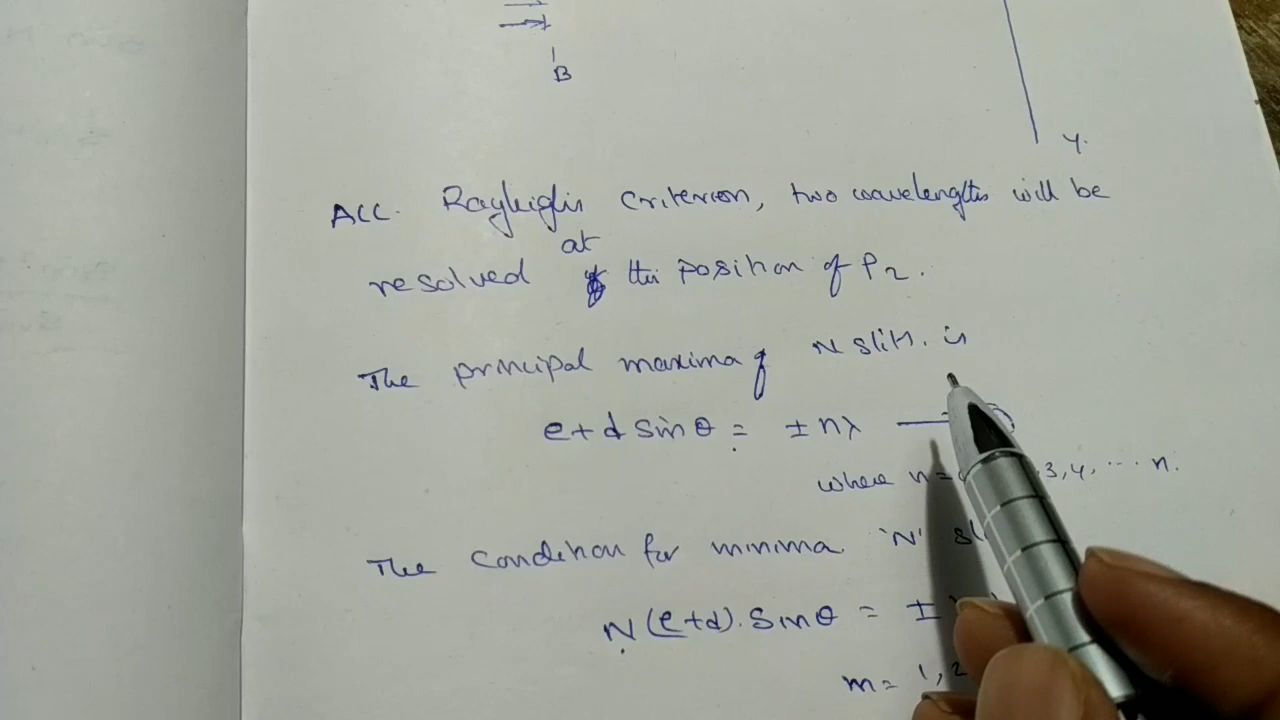 B
Y.
Acc. Rayleigh's criterion, two wavelengths will be
at
resolved the position of P2.
The principal maxima of N slits. is
e+d sinθ = ±nλ
where n= 3,4, ... n.
The condition for minima 'N'
N(e+d). sinθ = ±
m= 1,2